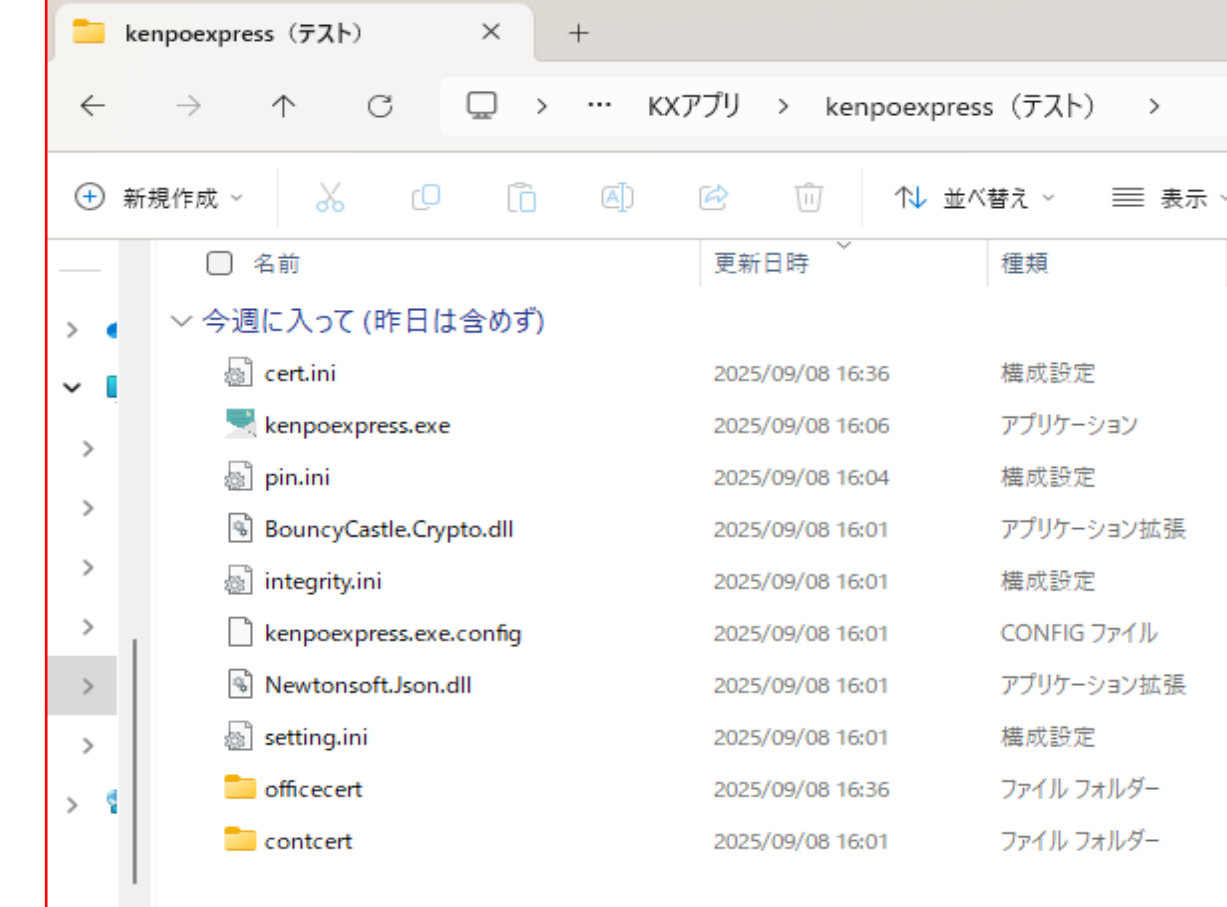 kenpoexpress（テスト）
… KXアプリ > kenpoexpress（テスト） >
新規作成 並べ替え 表示
名前 更新日時 種類
今週に入って (昨日は含めず)
cert.ini 2025/09/08 16:36 構成設定
kenpoexpress.exe 2025/09/08 16:06 アプリケーション
pin.ini 2025/09/08 16:04 構成設定
BouncyCastle.Crypto.dll 2025/09/08 16:01 アプリケーション拡張
integrity.ini 2025/09/08 16:01 構成設定
kenpoexpress.exe.config 2025/09/08 16:01 CONFIG ファイル
Newtonsoft.Json.dll 2025/09/08 16:01 アプリケーション拡張
setting.ini 2025/09/08 16:01 構成設定
officecert 2025/09/08 16:36 ファイル フォルダー
contcert 2025/09/08 16:01 ファイル フォルダー